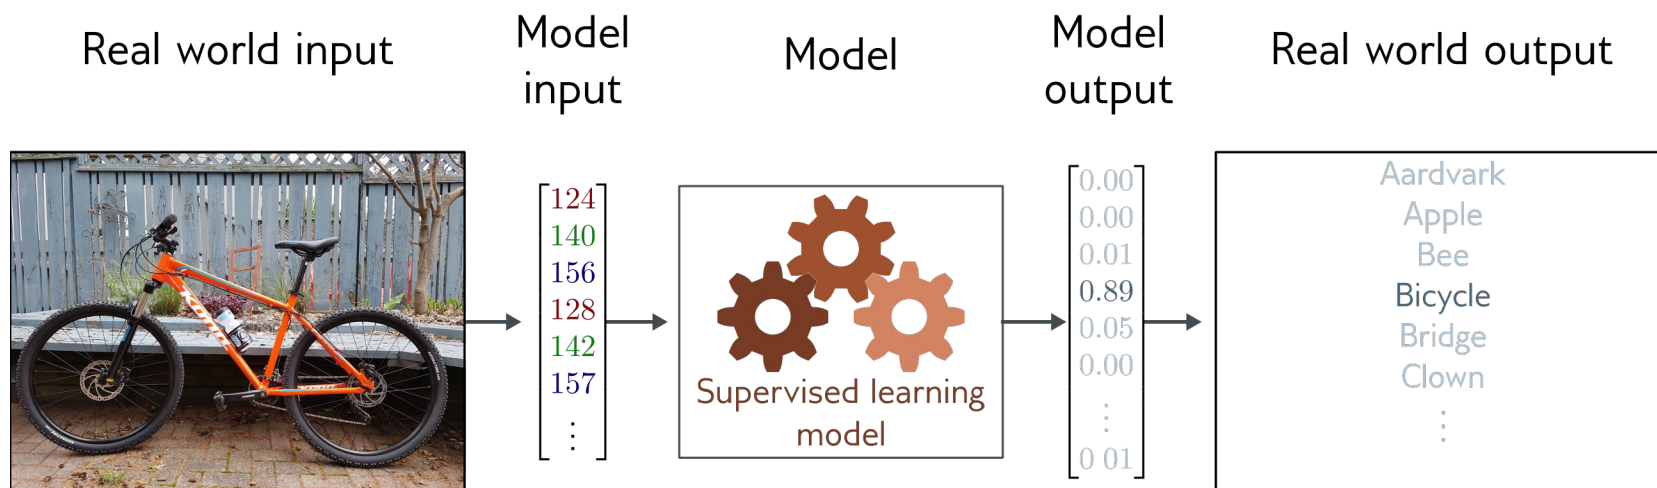 Real world input
Model
input
Model
Model
output
Real world output
KONA
124
140
156
128
142
157
⋮
Supervised learning
model
0.00
0.00
0.01
0.89
0.05
0.00
⋮
0 01
Aardvark
Apple
Bee
Bicycle
Bridge
Clown
⋮